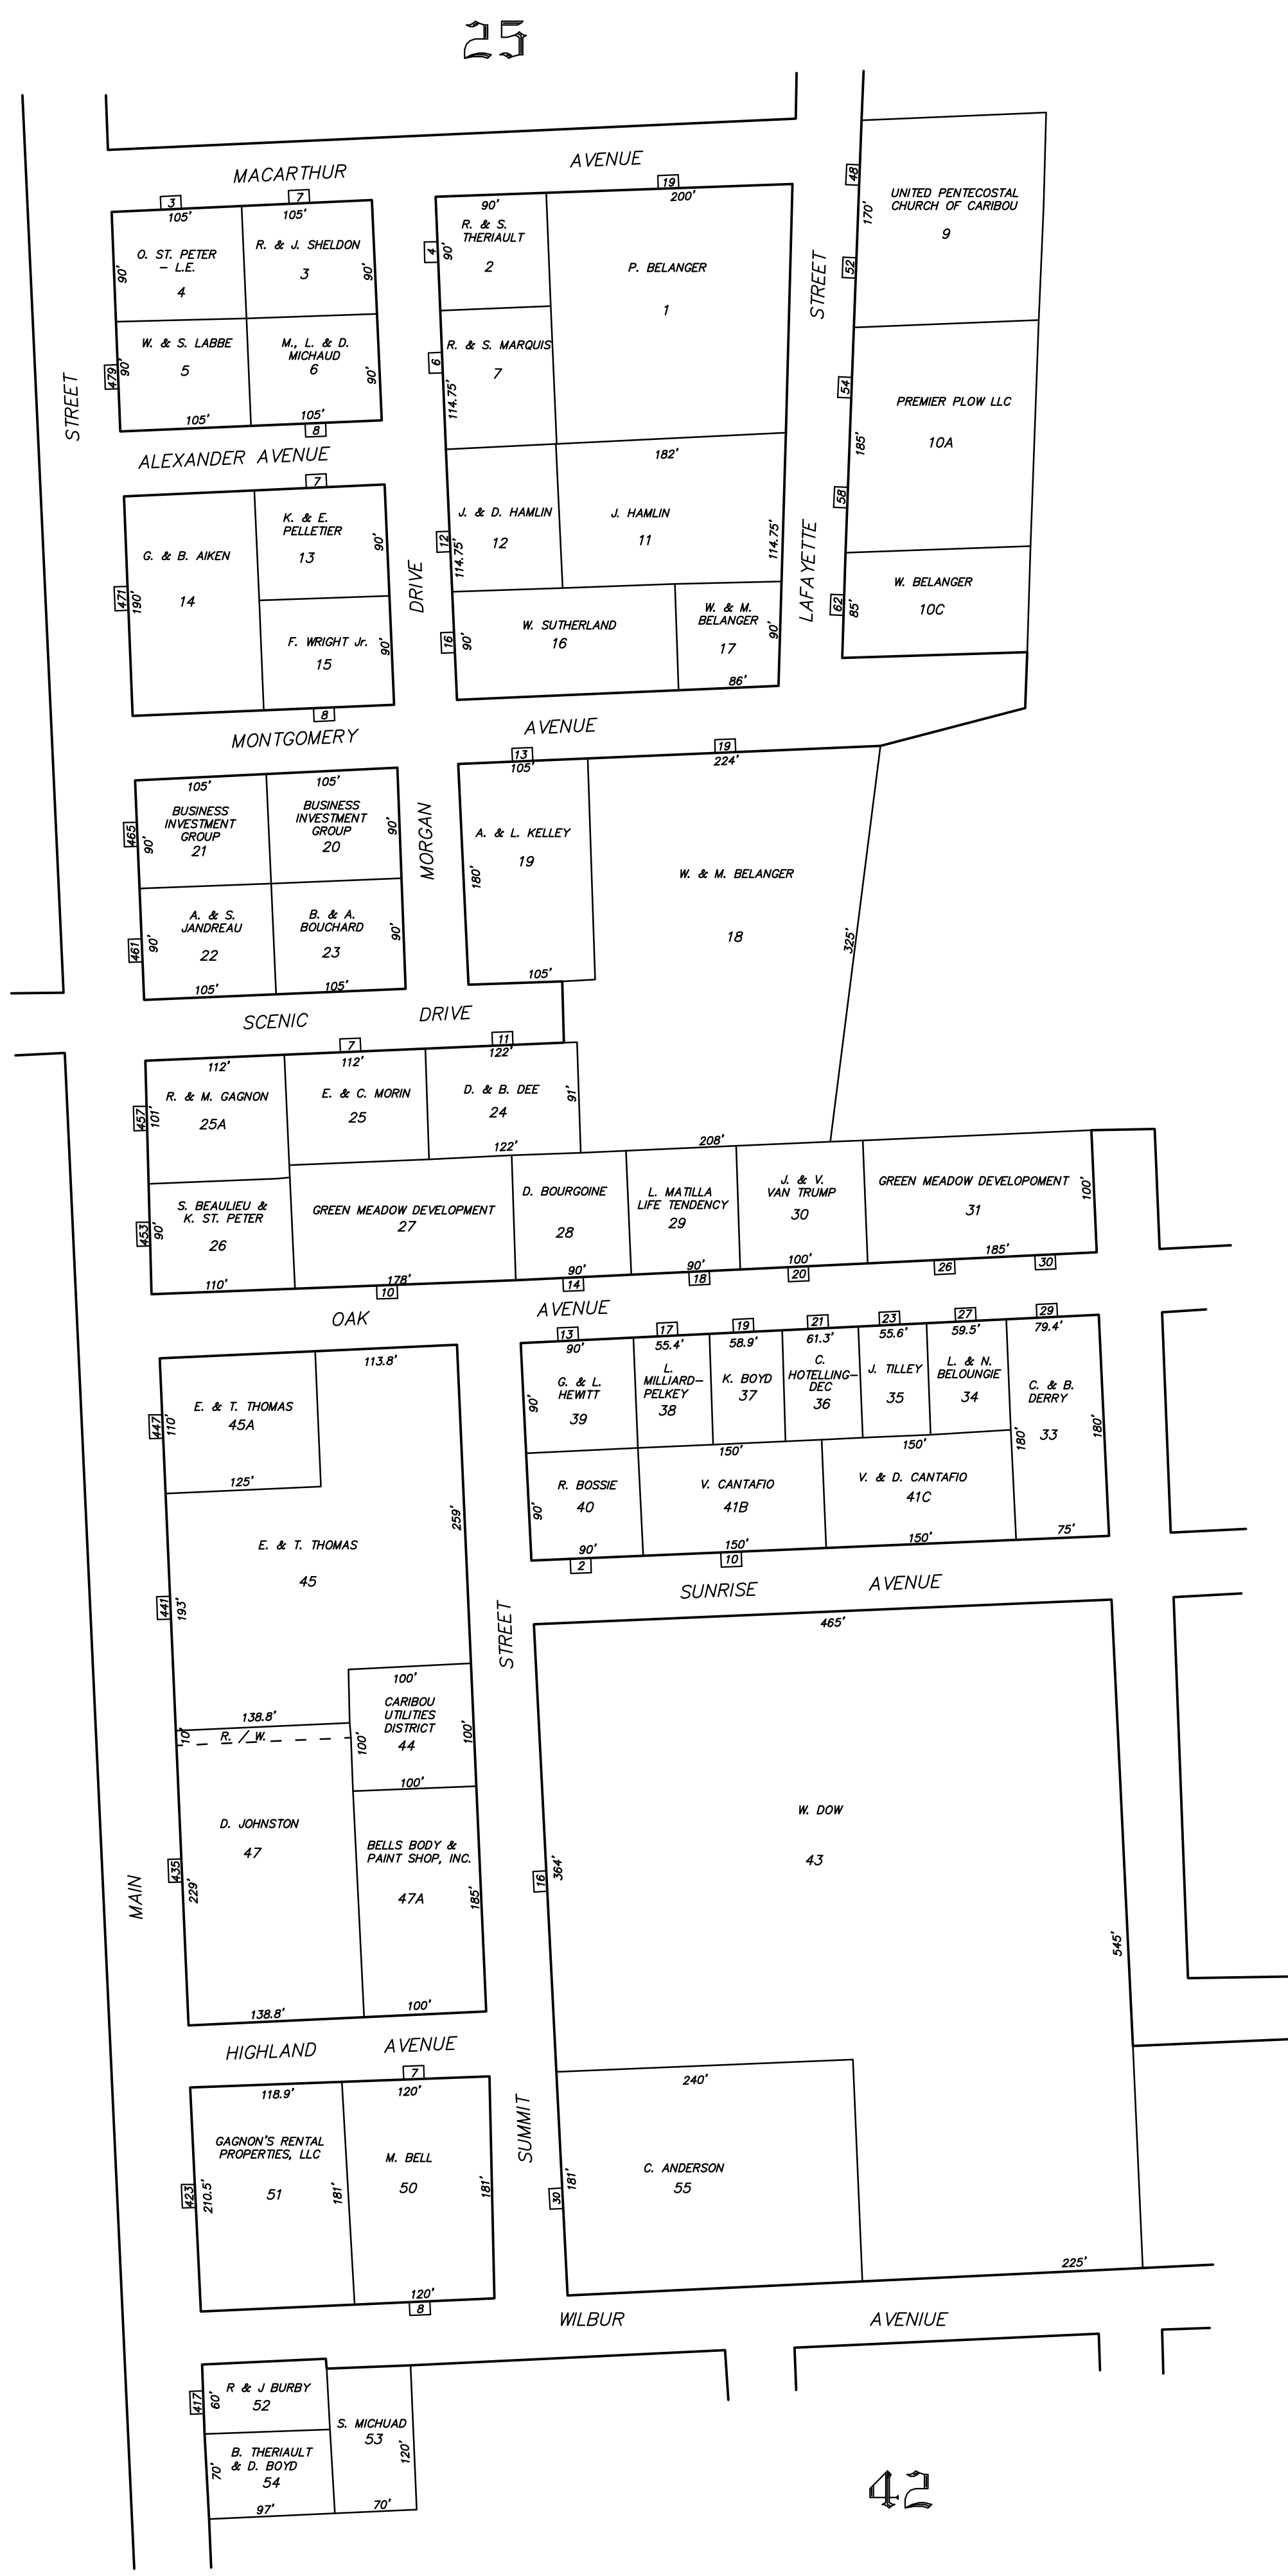 25
MACARTHUR AVENUE
3
7
19
105'
105'
90'
200'
O. ST. PETER
– L.E.
4
90'
R. & J. SHELDON
3
90'
4
90'
R. & S.
THERIAULT
2
P. BELANGER
1
STREET
48
170'
52
UNITED PENTECOSTAL
CHURCH OF CARIBOU
9
W. & S. LABBE
5
479
90'
105'
M., L. & D.
MICHAUD
6
90'
105'
8
6
R. & S. MARQUIS
7
114.75'
54
PREMIER PLOW LLC
10A
185'
58
STREET
ALEXANDER AVENUE
7
182'
G. & B. AIKEN
14
471
190'
K. & E.
PELLETIER
13
90'
J. & D. HAMLIN
12
12
114.75'
J. HAMLIN
11
114.75'
LAFAYETTE
W. BELANGER
10C
62
85'
DRIVE
F. WRIGHT Jr.
15
90'
8
16
90'
W. SUTHERLAND
16
W. & M.
BELANGER
17
90'
86'
MONTGOMERY AVENUE
13
19
105'
105'
105'
224'
BUSINESS
INVESTMENT
GROUP
21
465
90'
BUSINESS
INVESTMENT
GROUP
20
90'
MORGAN
A. & L. KELLEY
19
180'
105'
W. & M. BELANGER
18
325'
A. & S.
JANDREAU
22
461
90'
105'
B. & A.
BOUCHARD
23
90'
105'
SCENIC DRIVE
7
11
112'
112'
122'
R. & M. GAGNON
25A
457
101'
E. & C. MORIN
25
D. & B. DEE
24
91'
122'
208'
S. BEAULIEU &
K. ST. PETER
26
453
90'
110'
GREEN MEADOW DEVELOPMENT
27
178'
10
D. BOURGOINE
28
90'
14
L. MATILLA
LIFE TENDENCY
29
90'
18
J. & V.
VAN TRUMP
30
100'
20
GREEN MEADOW DEVELOPOMENT
31
100'
185'
26
30
OAK AVENUE
13
17
19
21
23
27
29
113.8'
90'
55.4'
58.9'
61.3'
55.6'
59.5'
79.4'
E. & T. THOMAS
45A
447
110'
125'
G. & L.
HEWITT
39
90'
L.
MILLIARD–
PELKEY
38
K. BOYD
37
C.
HOTELLING–
DEC
36
J. TILLEY
35
L. & N.
BELOUNGIE
34
C. & B.
DERRY
33
180'
180'
75'
150'
150'
R. BOSSIE
40
90'
90'
2
V. CANTAFIO
41B
150'
10
V. & D. CANTAFIO
41C
150'
259'
E. & T. THOMAS
45
441
193'
138.8'
SUNRISE AVENUE
STREET
465'
100'
CARIBOU
UTILITIES
DISTRICT
44
100'
100'
100'
10'
R. / W.
D. JOHNSTON
47
435
229'
138.8'
BELLS BODY &
PAINT SHOP, INC.
47A
185'
100'
MAIN
W. DOW
43
16
364'
545'
HIGHLAND AVENUE
7
118.9'
120'
240'
GAGNON'S RENTAL
PROPERTIES, LLC
51
423
210.5'
181'
M. BELL
50
181'
120'
8
SUMMIT
C. ANDERSON
55
30
181'
225'
WILBUR AVENIUE
R & J BURBY
52
417
60'
B. THERIAULT
& D. BOYD
54
70'
97'
S. MICHUAD
53
120'
70'
42